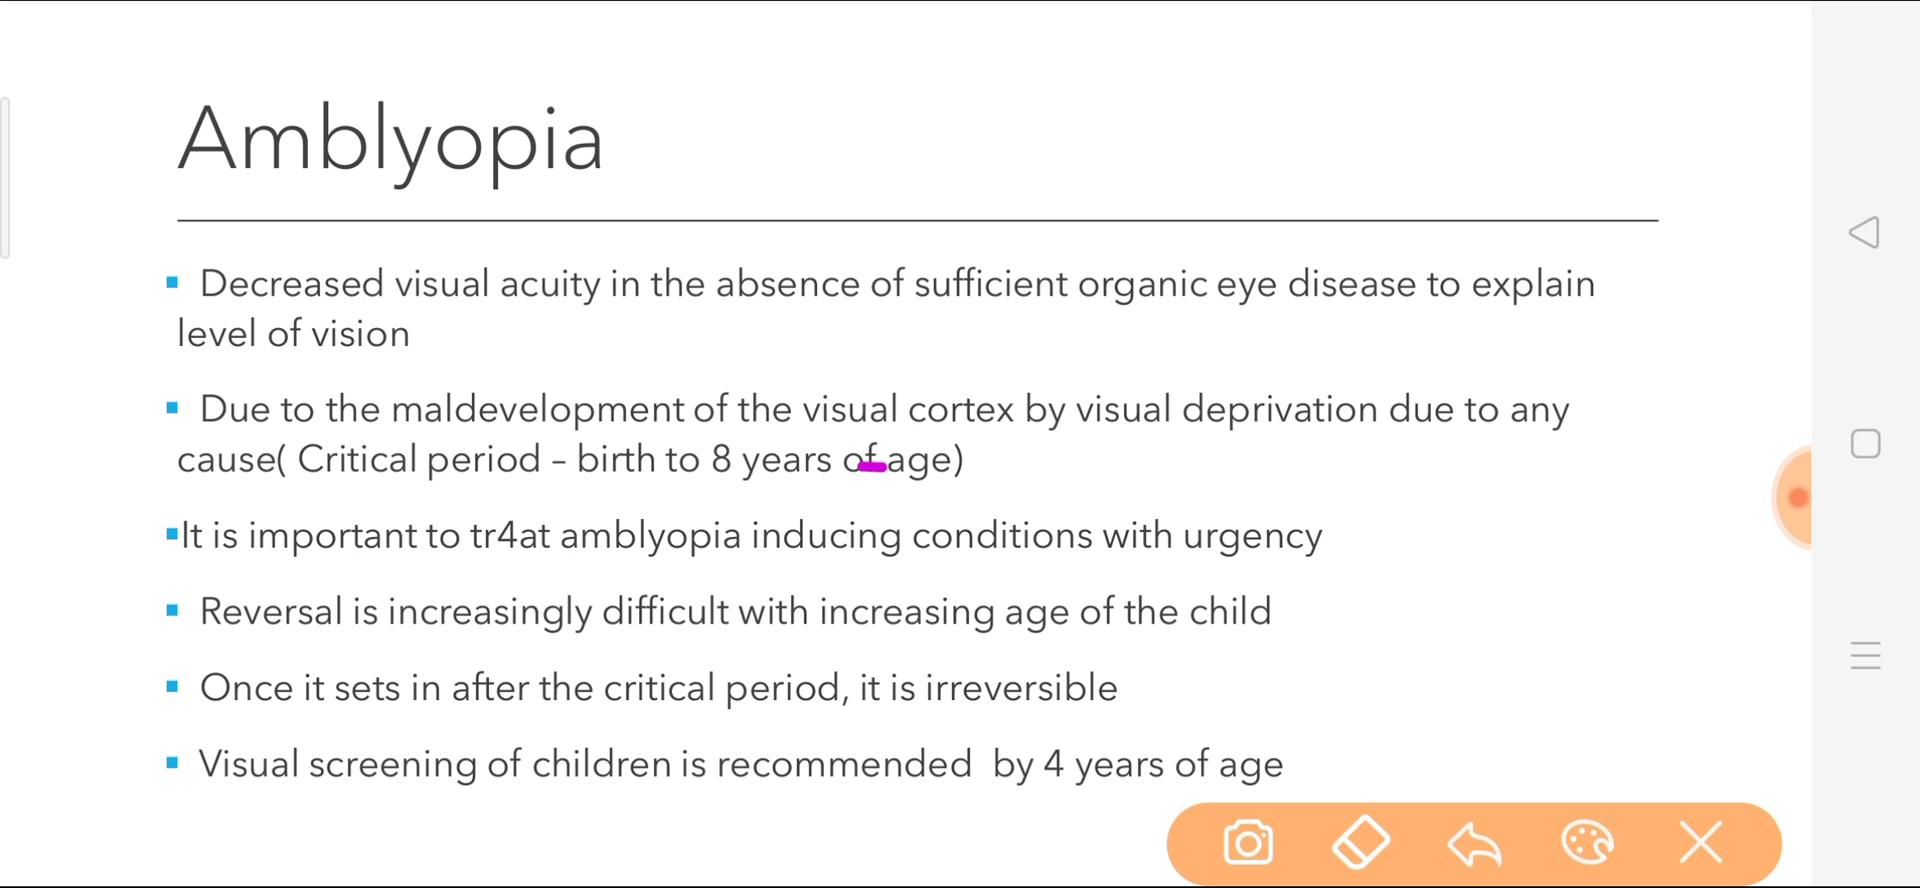 Amblyopia
▪ Decreased visual acuity in the absence of sufficient organic eye disease to explain
level of vision
▪ Due to the maldevelopment of the visual cortex by visual deprivation due to any
cause( Critical period – birth to 8 years of age)
▪It is important to tr4at amblyopia inducing conditions with urgency
▪ Reversal is increasingly difficult with increasing age of the child
▪ Once it sets in after the critical period, it is irreversible
▪ Visual screening of children is recommended  by 4 years of age